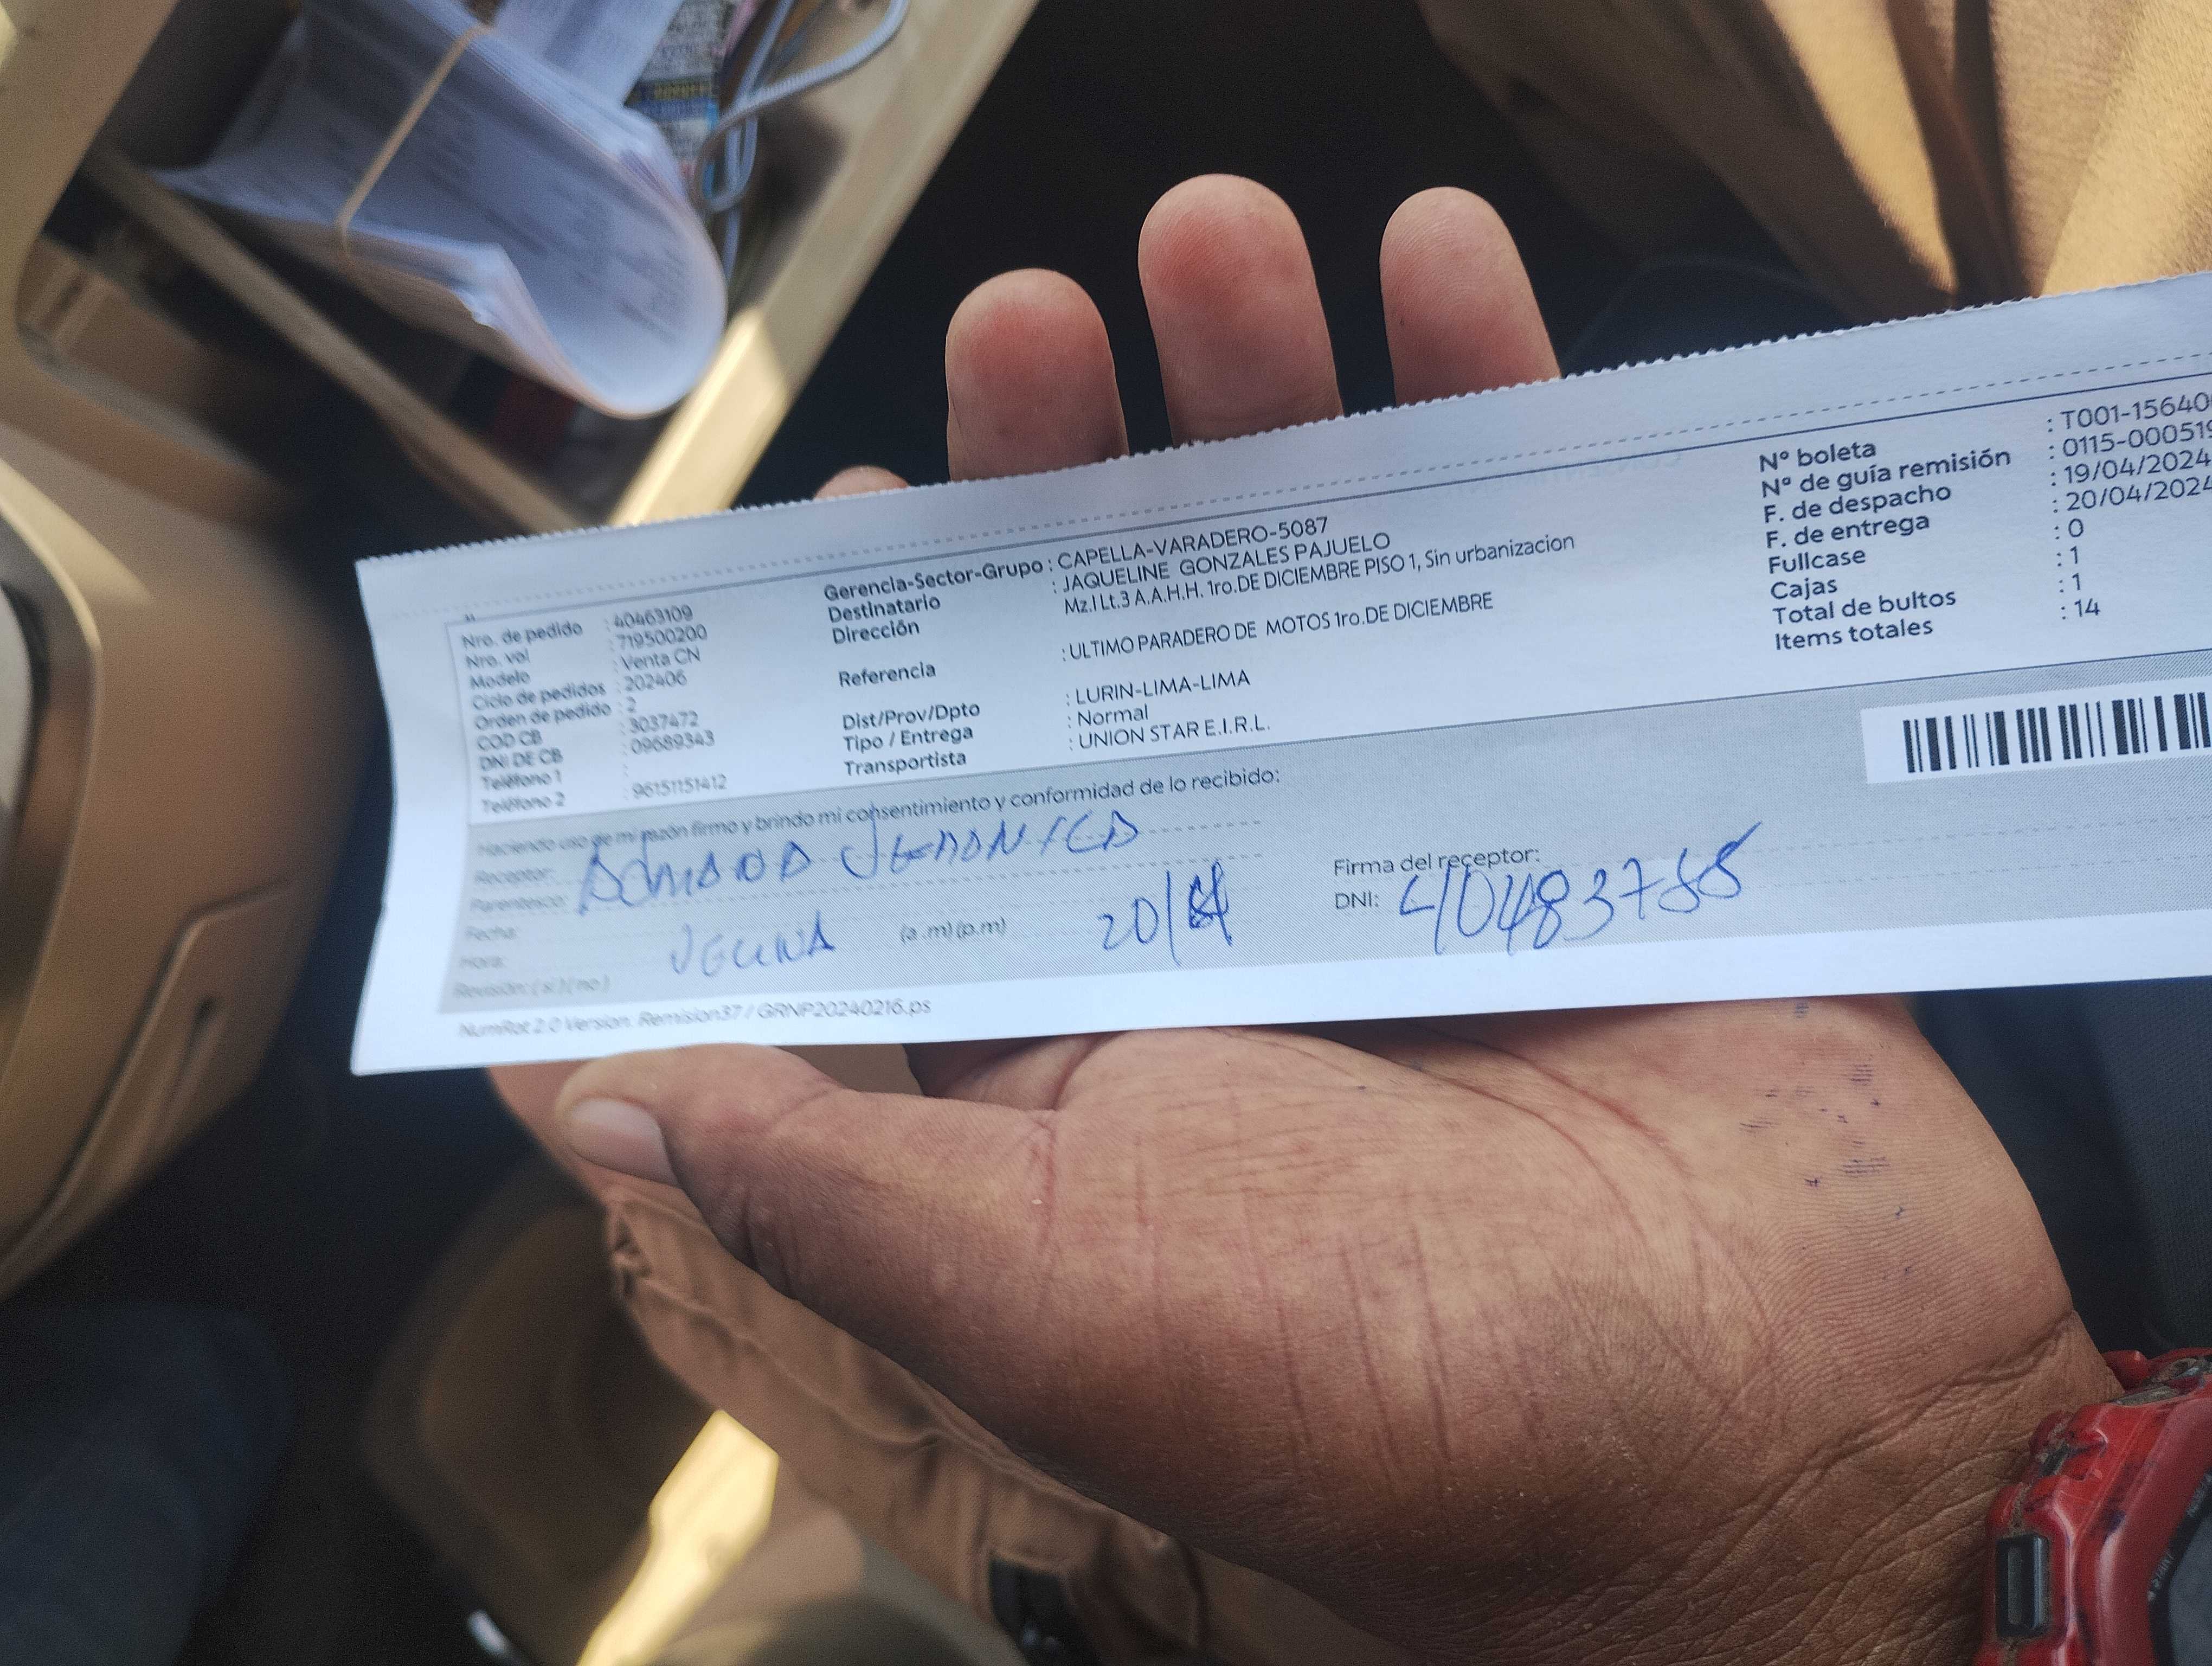 Nro. de pedido : 40463109
Nro. vol : 719500200
Modelo : Venta CN
Ciclo de pedidos : 202406
Orden de pedido : 2
COD CB : 3037472
DNI DE CB : 09689343
Teléfono 1 :
Teléfono 2 : 96151151412
Gerencia-Sector-Grupo : CAPELLA-VARADERO-5087
Destinatario : JAQUELINE GONZALES PAJUELO
Dirección Mz.I Lt.3 A.A.H.H. 1ro.DE DICIEMBRE PISO 1, Sin urbanizacion
Referencia : ULTIMO PARADERO DE MOTOS 1ro.DE DICIEMBRE
Dist/Prov/Dpto : LURIN-LIMA-LIMA
Tipo / Entrega : Normal
Transportista : UNION STAR E.I.R.L.
N° boleta : T001-15640
N° de guía remisión : 0115-000519
F. de despacho : 19/04/2024
F. de entrega : 20/04/2024
Fullcase : 0
Cajas : 1
Total de bultos : 1
Items totales : 14
Haciendo uso de mi razón firmo y brindo mi consentimiento y conformidad de lo recibido:
Receptor:
Parentesco:
Fecha:
Hora: (a .m) (p.m) 20/
Revisión: ( si ) ( no )
Firma del receptor:
DNI: 40483788
NumRot 2.0 Version: Remision37 / GRNP20240216.ps